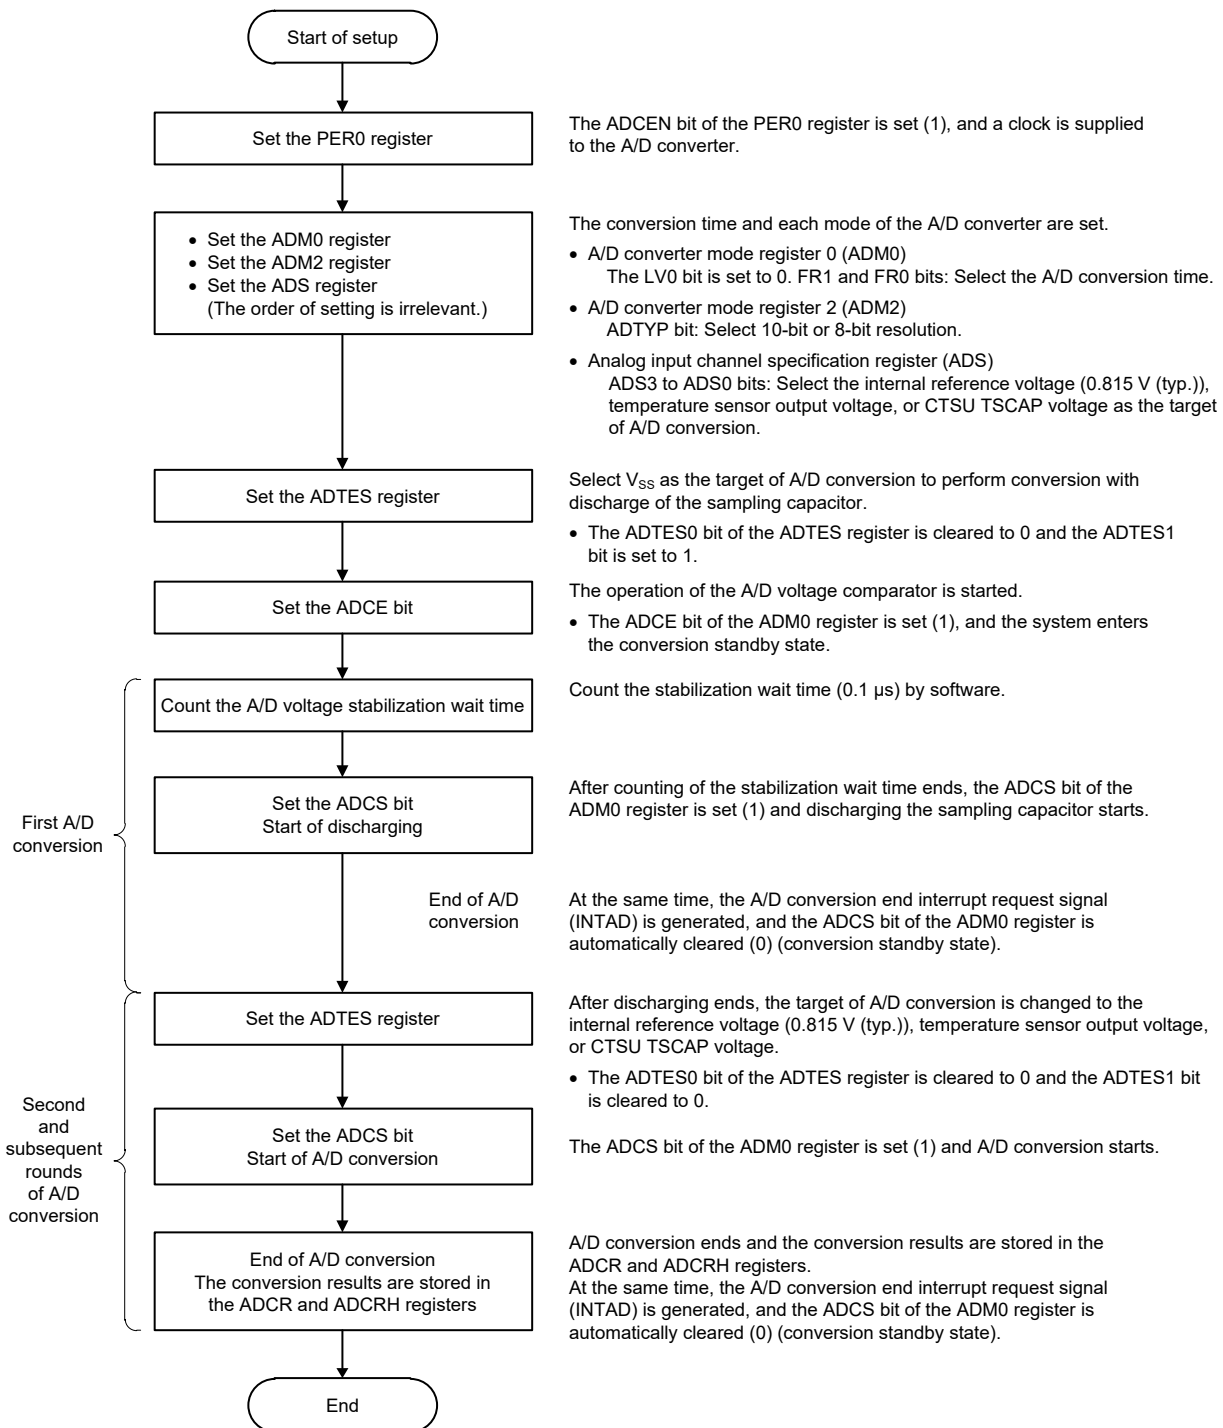 Start of setup
Set the PER0 register
The ADCEN bit of the PER0 register is set (1), and a clock is supplied
to the A/D converter.
• Set the ADM0 register
• Set the ADM2 register
• Set the ADS register
(The order of setting is irrelevant.)
The conversion time and each mode of the A/D converter are set.
• A/D converter mode register 0 (ADM0)
The LV0 bit is set to 0. FR1 and FR0 bits: Select the A/D conversion time.
• A/D converter mode register 2 (ADM2)
ADTYP bit: Select 10-bit or 8-bit resolution.
• Analog input channel specification register (ADS)
ADS3 to ADS0 bits: Select the internal reference voltage (0.815 V (typ.)),
temperature sensor output voltage, or CTSU TSCAP voltage as the target
of A/D conversion.
Set the ADTES register
Select VSS as the target of A/D conversion to perform conversion with
discharge of the sampling capacitor.
• The ADTES0 bit of the ADTES register is cleared to 0 and the ADTES1
bit is set to 1.
Set the ADCE bit
The operation of the A/D voltage comparator is started.
• The ADCE bit of the ADM0 register is set (1), and the system enters
the conversion standby state.
First A/D
conversion
Count the A/D voltage stabilization wait time
Count the stabilization wait time (0.1 µs) by software.
Set the ADCS bit
Start of discharging
After counting of the stabilization wait time ends, the ADCS bit of the
ADM0 register is set (1) and discharging the sampling capacitor starts.
End of A/D
conversion
At the same time, the A/D conversion end interrupt request signal
(INTAD) is generated, and the ADCS bit of the ADM0 register is
automatically cleared (0) (conversion standby state).
Second
and
subsequent
rounds
of A/D
conversion
Set the ADTES register
After discharging ends, the target of A/D conversion is changed to the
internal reference voltage (0.815 V (typ.)), temperature sensor output voltage,
or CTSU TSCAP voltage.
• The ADTES0 bit of the ADTES register is cleared to 0 and the ADTES1 bit
is cleared to 0.
Set the ADCS bit
Start of A/D conversion
The ADCS bit of the ADM0 register is set (1) and A/D conversion starts.
End of A/D conversion
The conversion results are stored in
the ADCR and ADCRH registers
A/D conversion ends and the conversion results are stored in the
ADCR and ADCRH registers.
At the same time, the A/D conversion end interrupt request signal
(INTAD) is generated, and the ADCS bit of the ADM0 register is
automatically cleared (0) (conversion standby state).
End